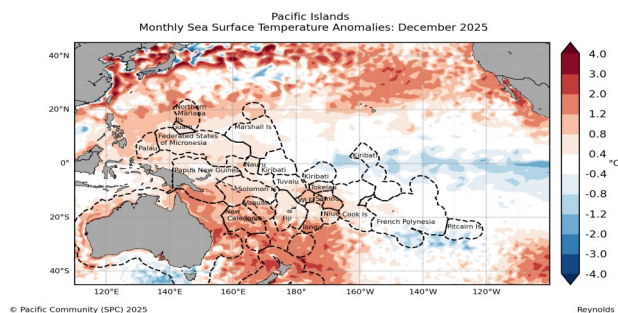 Pacific Islands
Monthly Sea Surface Temperature Anomalies: December 2025
40°N
20°N
0°
20°S
40°S
120°E
140°E
160°E
180°W
160°W
140°W
120°W
Northern
Mariana
Is
Guam
Federated States
of Micronesia
Palau
Marshall Is
Nauru
Kiribati
Papua New Guinea
Kiribati
Kiribati
Solomon Is
Tuvalu
Tokelau
Vanuatu
W Samoa
New
Caledonia
Fiji
Niue
Cook Is
Tonga
French Polynesia
Pitcairn Is
4.0
3.0
2.0
1.2
0.8
0.4
-0.4
-0.8
-1.2
-2.0
-3.0
-4.0
°C
© Pacific Community (SPC) 2025
Reynolds